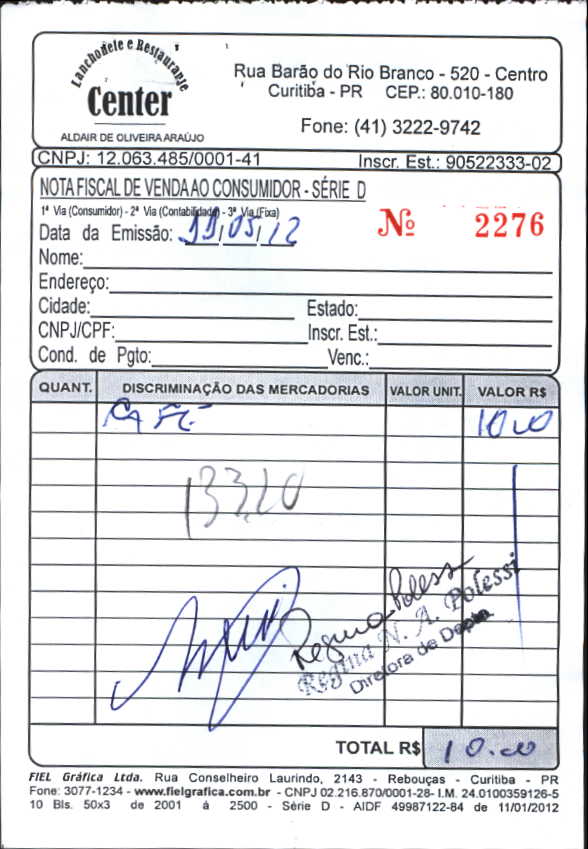 Lanchonete e Restaurante
Center
ALDAIR DE OLIVEIRA ARAÚJO
Rua Barão do Rio Branco - 520 - Centro
Curitiba - PR CEP.: 80.010-180
Fone: (41) 3222-9742
CNPJ: 12.063.485/0001-41 Inscr. Est.: 90522333-02
NOTA FISCAL DE VENDA AO CONSUMIDOR - SÉRIE D
1ª Via (Consumidor) - 2ª Via (Contabilidade) - 3ª Via (Fixa)
Nº 2276
Data da Emissão: 11/05/12
Nome:
Endereço:
Cidade: Estado:
CNPJ/CPF: Inscr. Est.:
Cond. de Pgto: Venc.:
QUANT. DISCRIMINAÇÃO DAS MERCADORIAS VALOR UNIT. VALOR R$
CAFÉ 10,00
133,20
Regina Poless
Regina N. A. Polessi
Diretora de Depto.
TOTAL R$ 10.00
FIEL Gráfica Ltda. Rua Conselheiro Laurindo, 2143 - Rebouças - Curitiba - PR
Fone: 3077-1234 - www.fielgrafica.com.br - CNPJ 02.216.870/0001-28- I.M. 24.0100359126-5
10 Bls. 50x3 de 2001 á 2500 - Série D - AIDF 49987122-84 de 11/01/2012